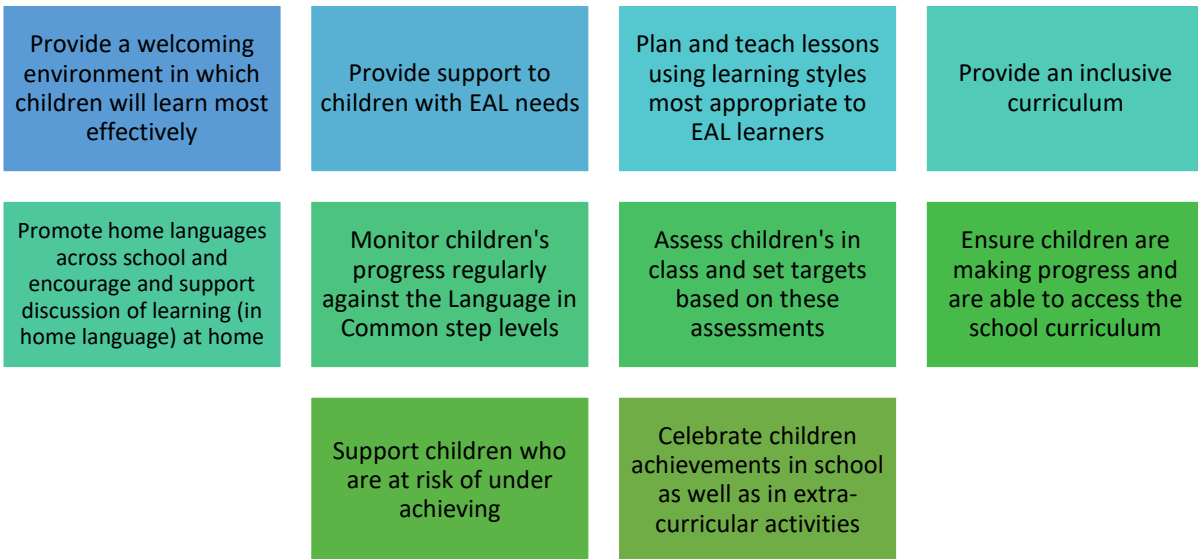 Provide a welcoming
environment in which
children will learn most
effectively
Provide support to
children with EAL needs
Plan and teach lessons
using learning styles
most appropriate to
EAL learners
Provide an inclusive
curriculum
Promote home languages
across school and
encourage and support
discussion of learning (in
home language) at home
Monitor children's
progress regularly
against the Language in
Common step levels
Assess children's in
class and set targets
based on these
assessments
Ensure children are
making progress and
are able to access the
school curriculum
Support children who
are at risk of under
achieving
Celebrate children
achievements in school
as well as in extra-
curricular activities